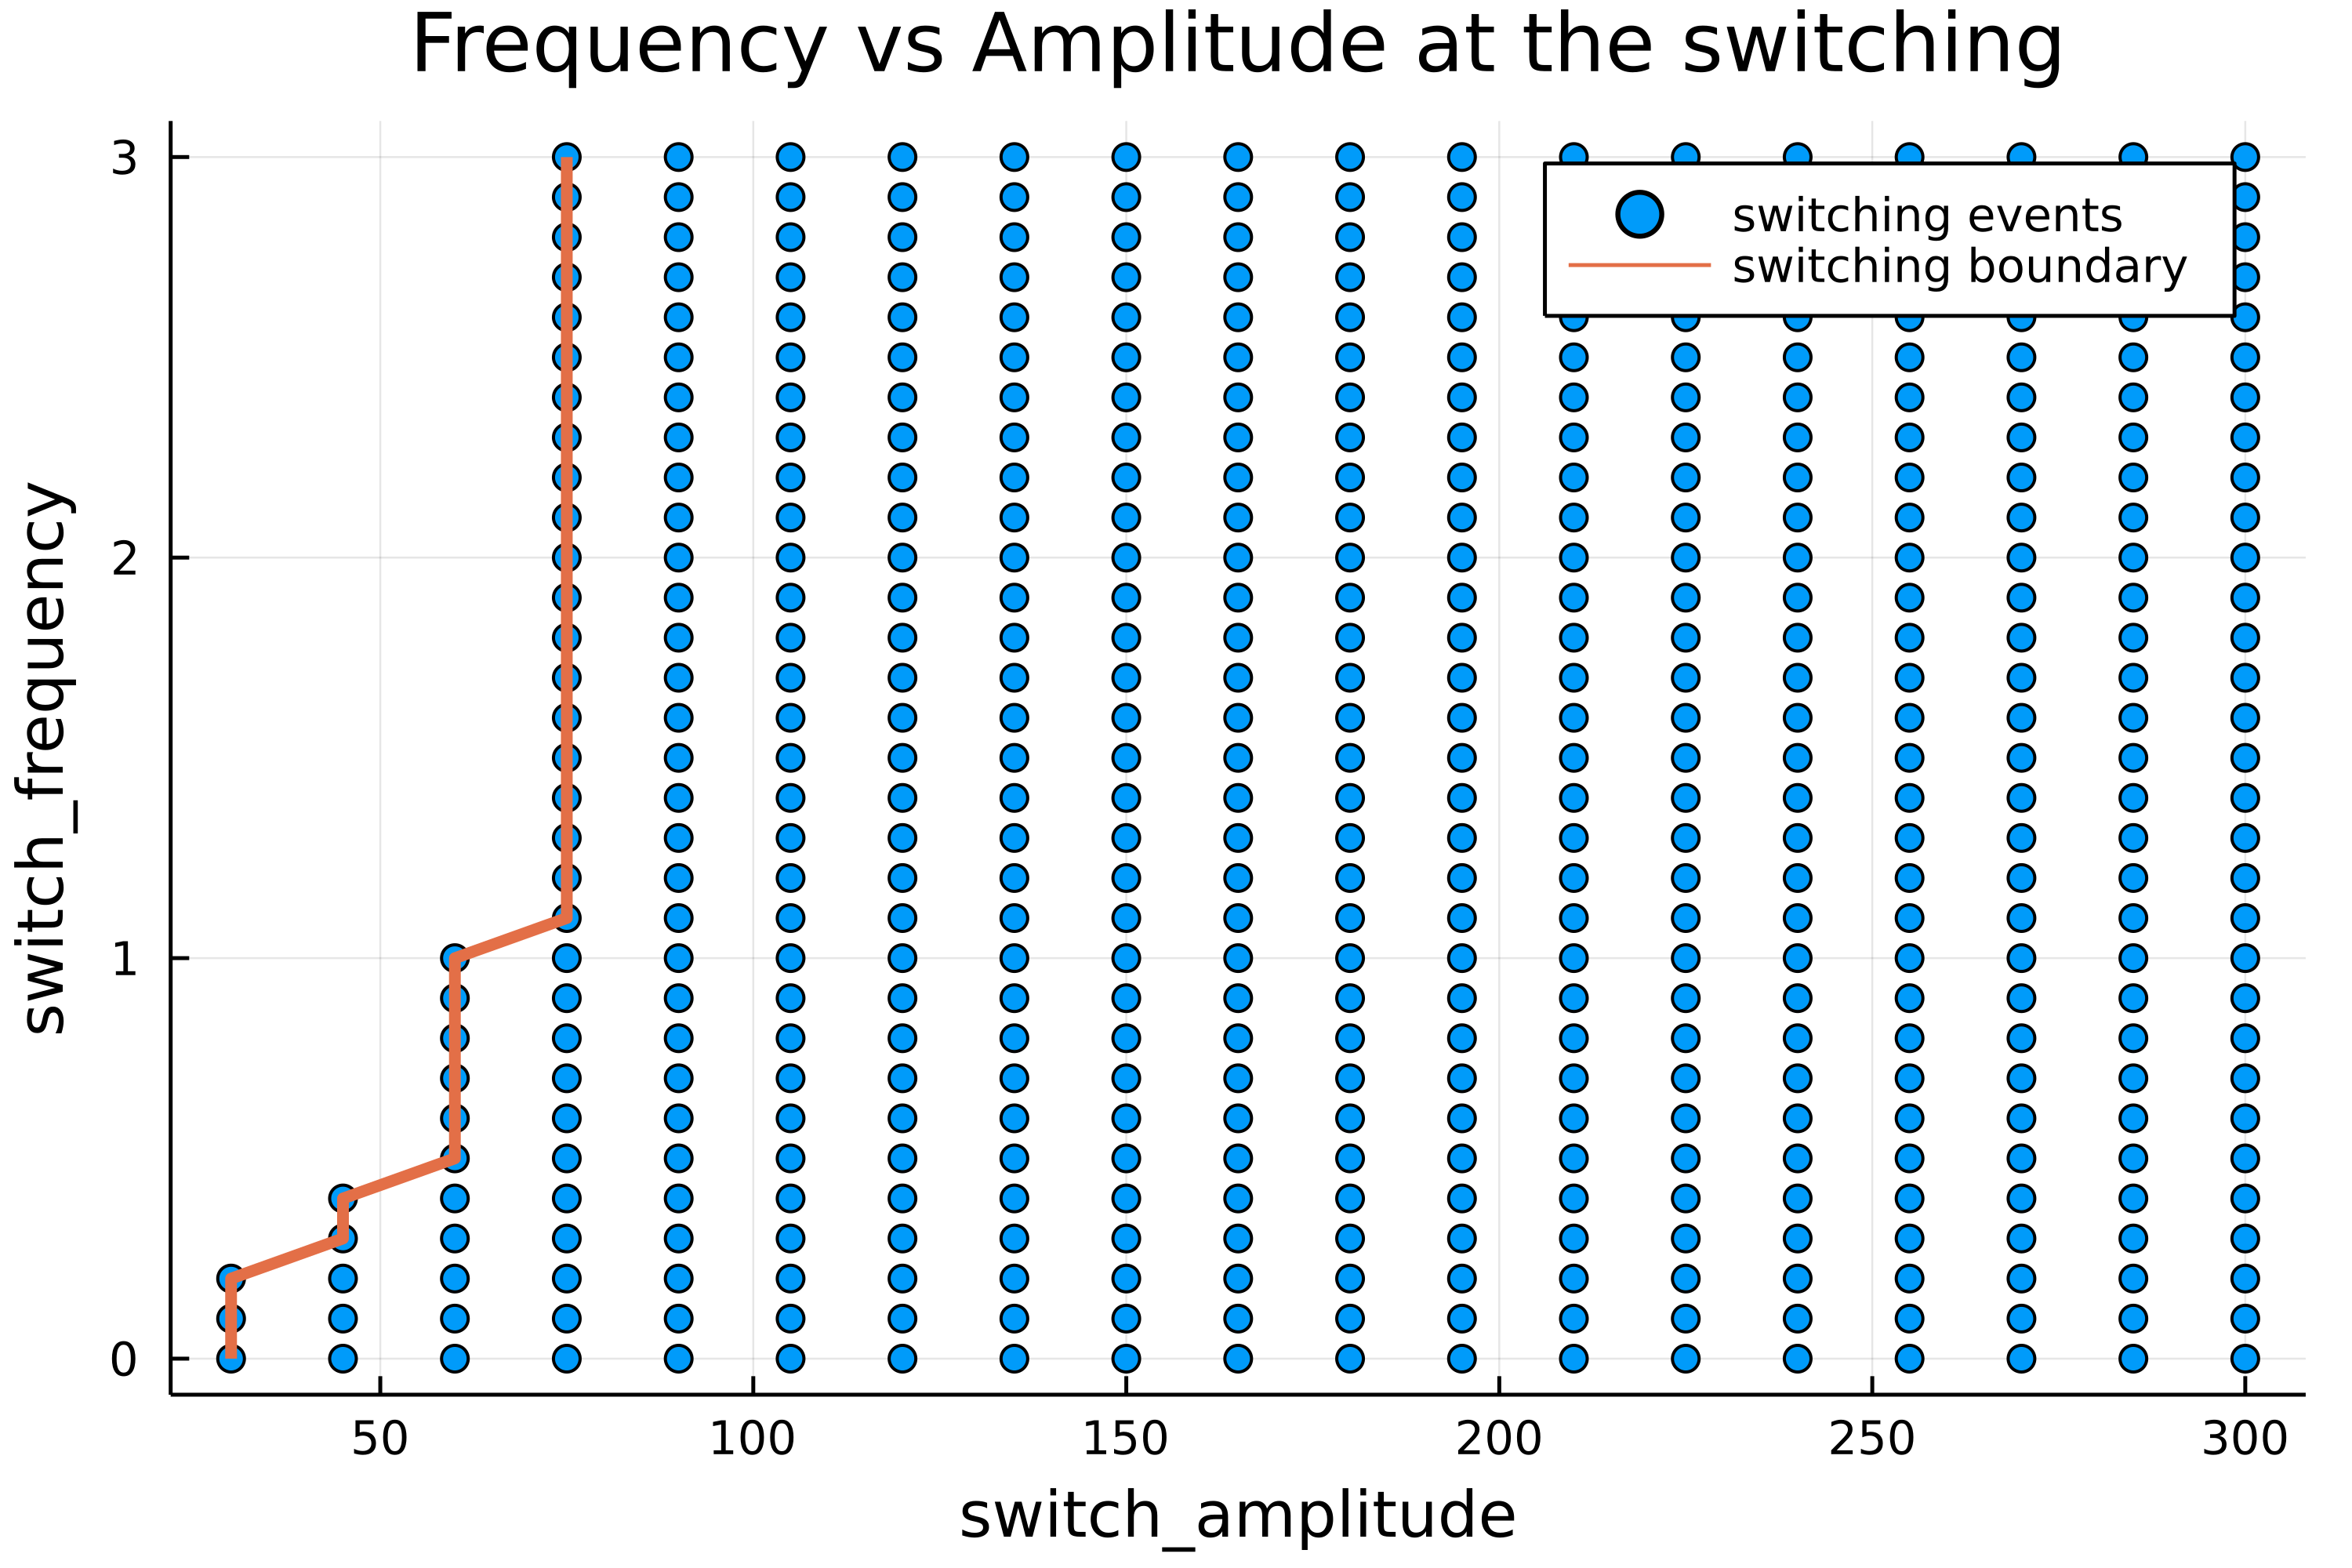 Frequency vs Amplitude at the switching
switching events
switching boundary
switch_frequency
3
2
1
0
50 100 150 200 250 300
switch_amplitude